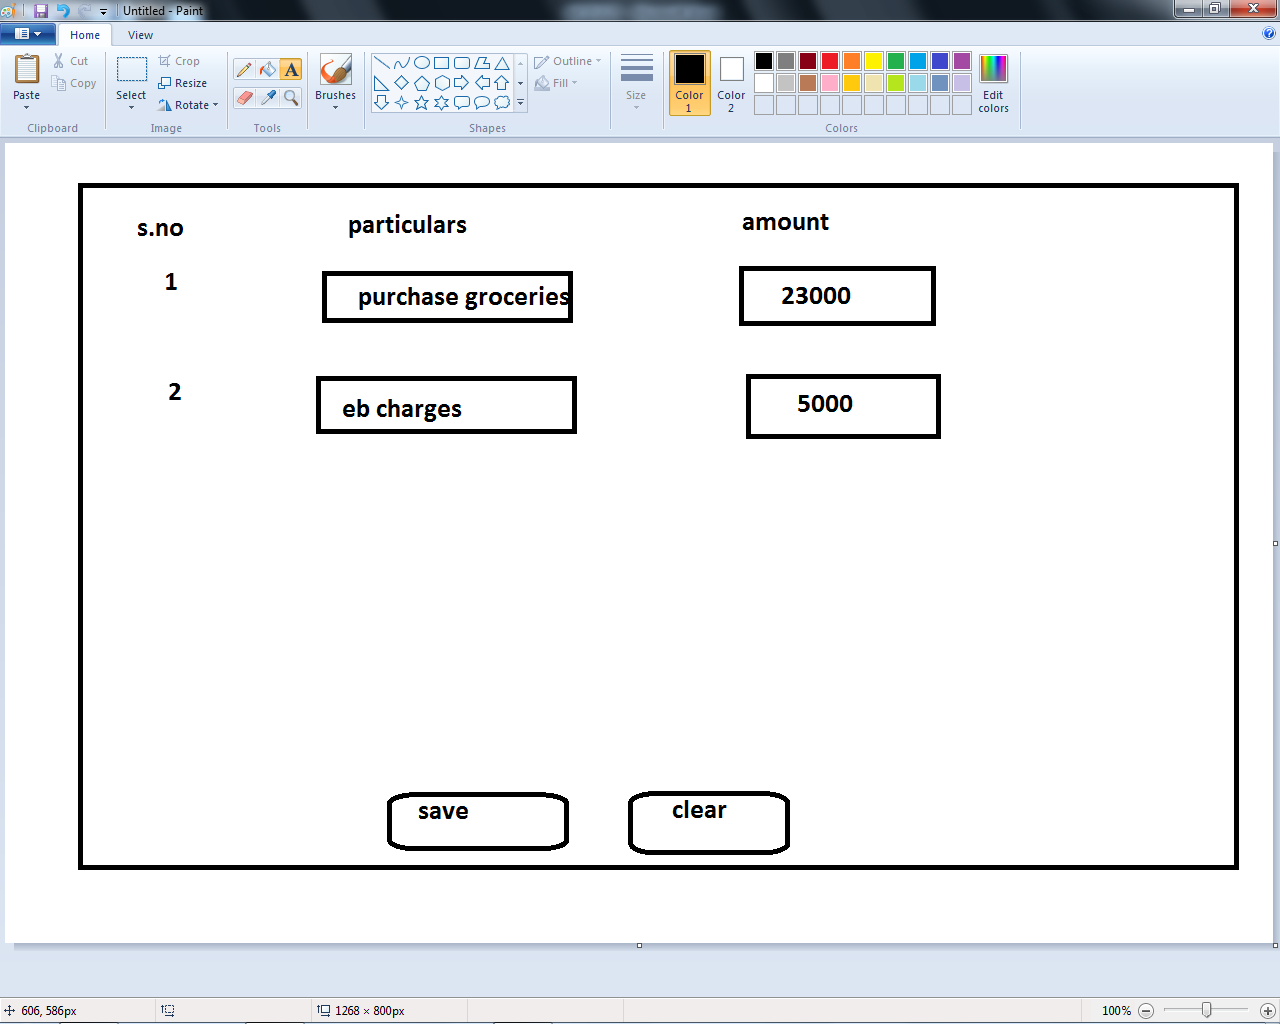 Untitled - Paint
Home View
Paste
Cut
Copy
Clipboard
Select
Crop
Resize
Rotate
Image
A
Tools
Brushes
Shapes
Outline
Fill
Size
Color 1
Color 2
Edit colors
Colors
s.no particulars amount
1 purchase groceries 23000
2 eb charges 5000
save clear
606, 586px 1268 × 800px 100%